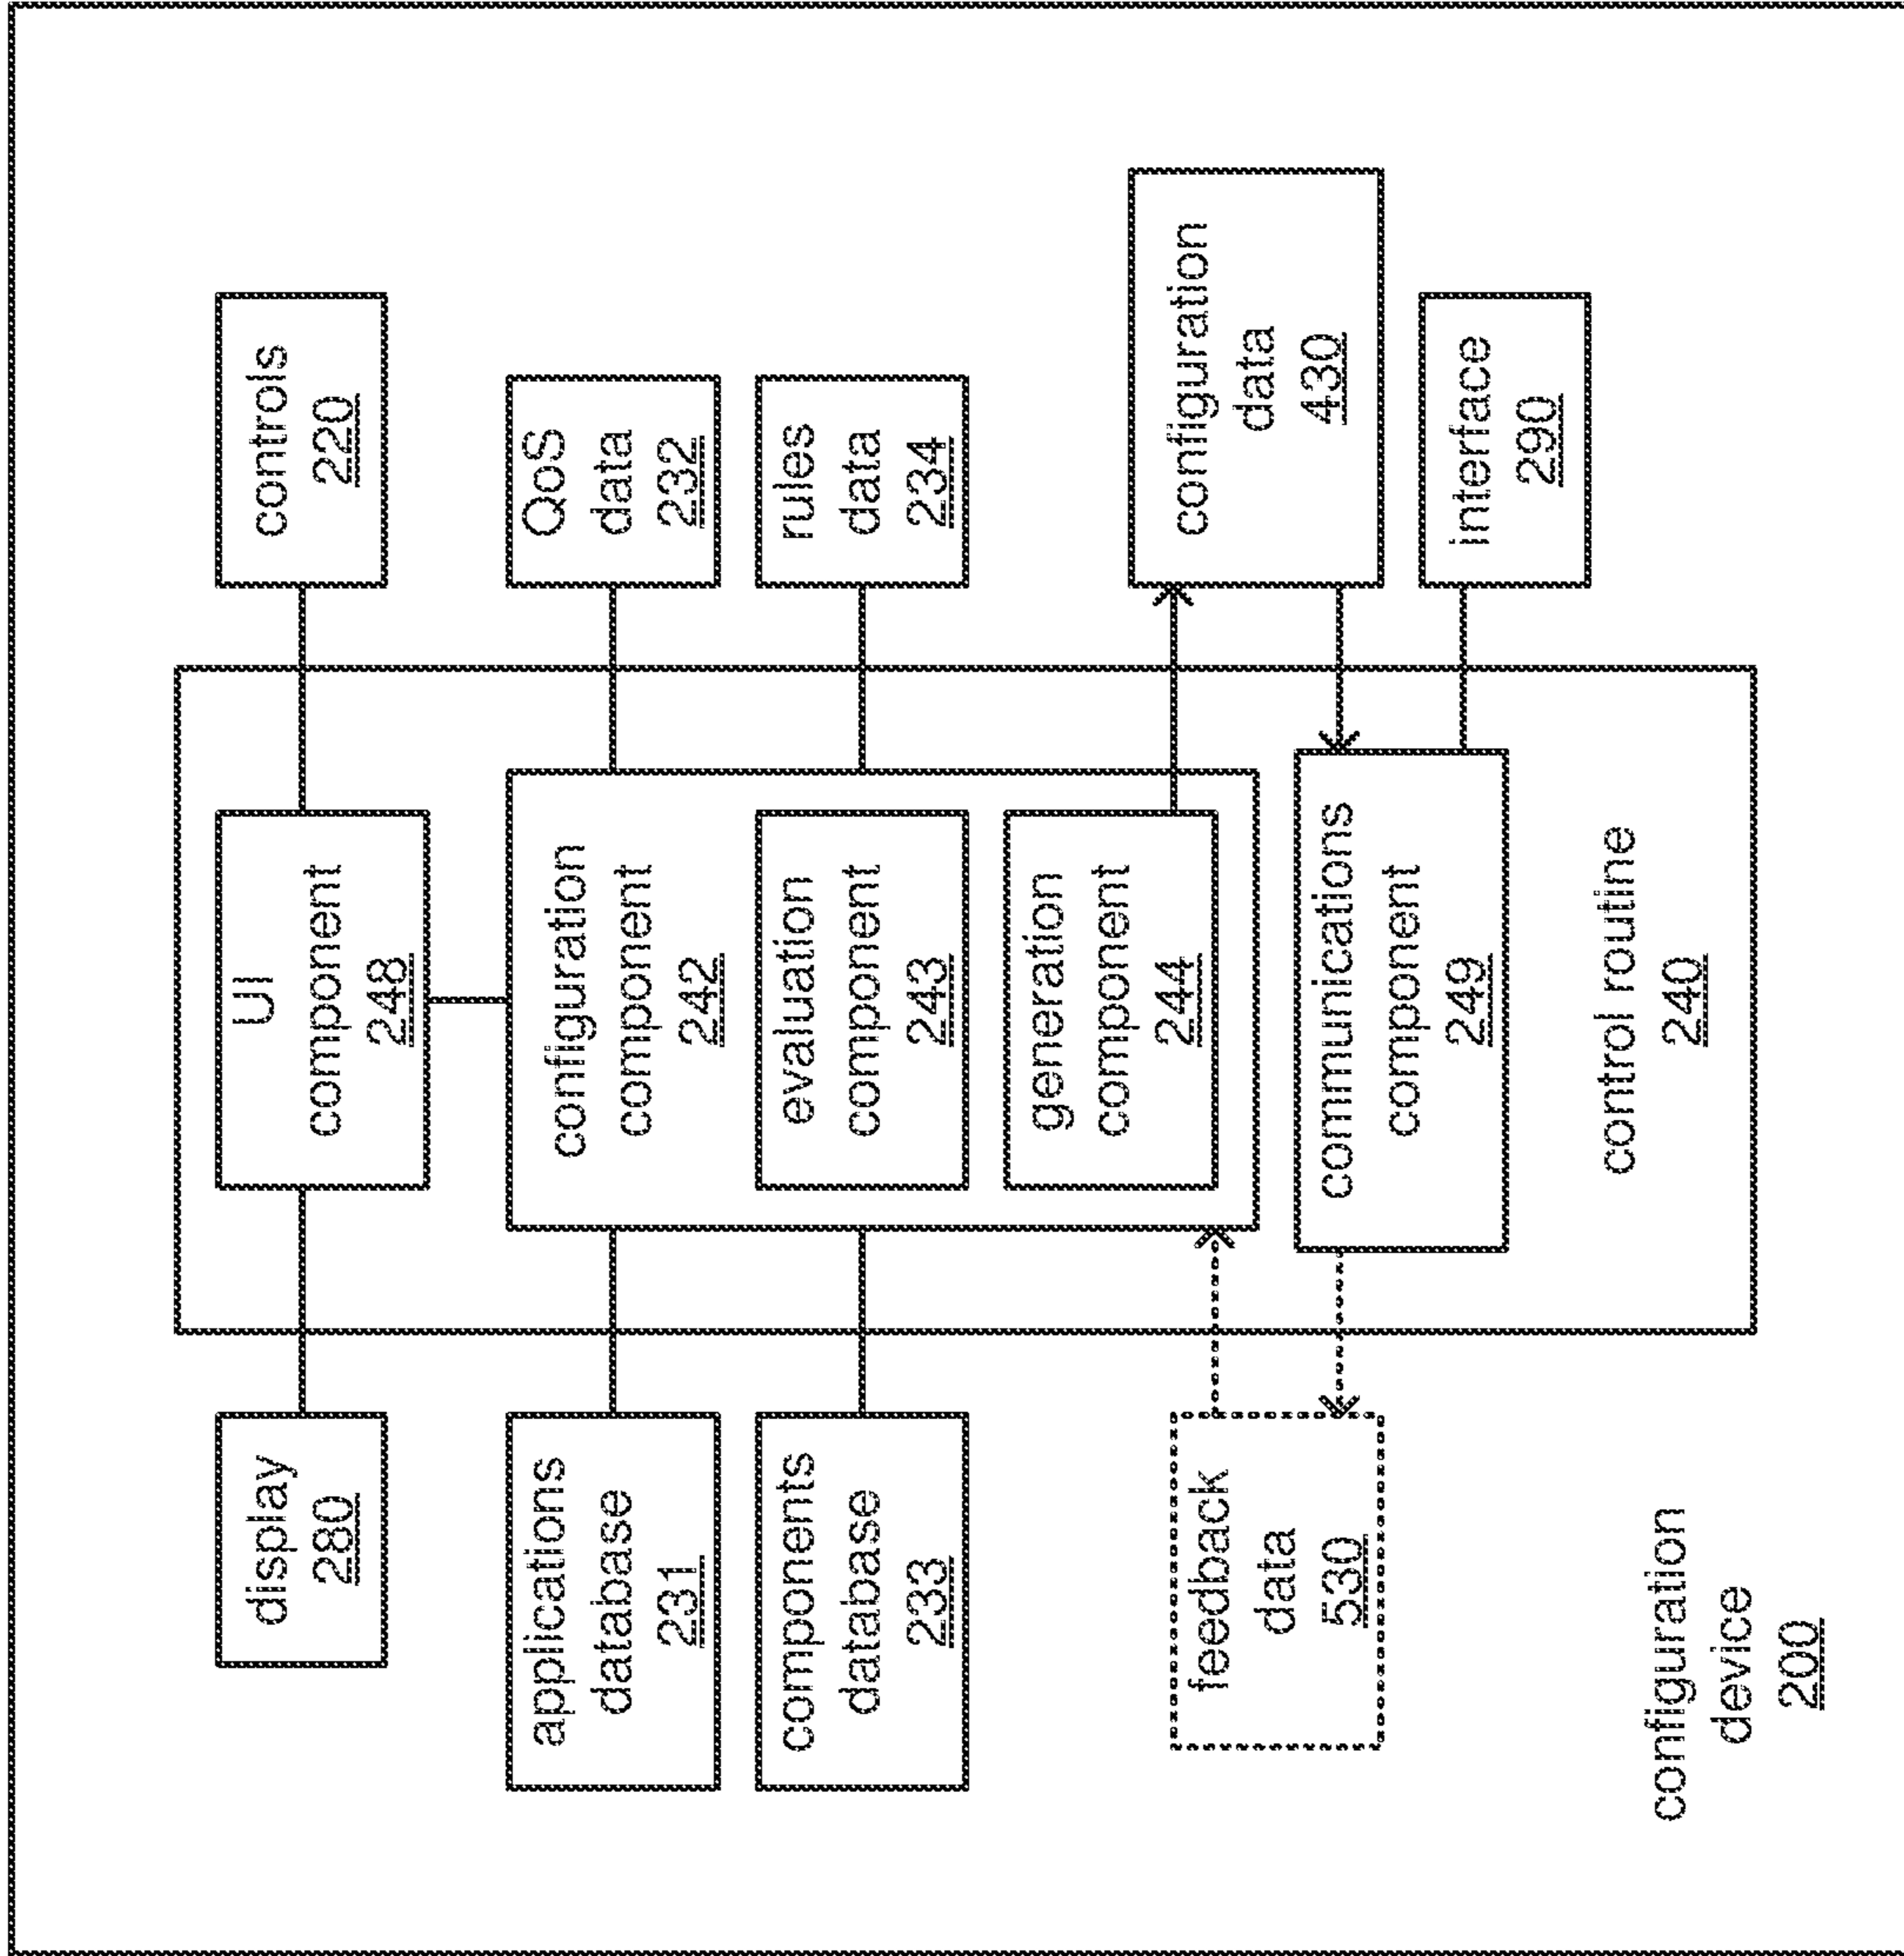 display
280
UI
component
248
controls
220
applications
database
231
configuration
component
242
QoS
data
232
components
database
233
evaluation
component
243
rules
data
234
generation
component
244
feedback
data
530
configuration
data
430
communications
component
249
interface
290
control routine
240
configuration
device
200